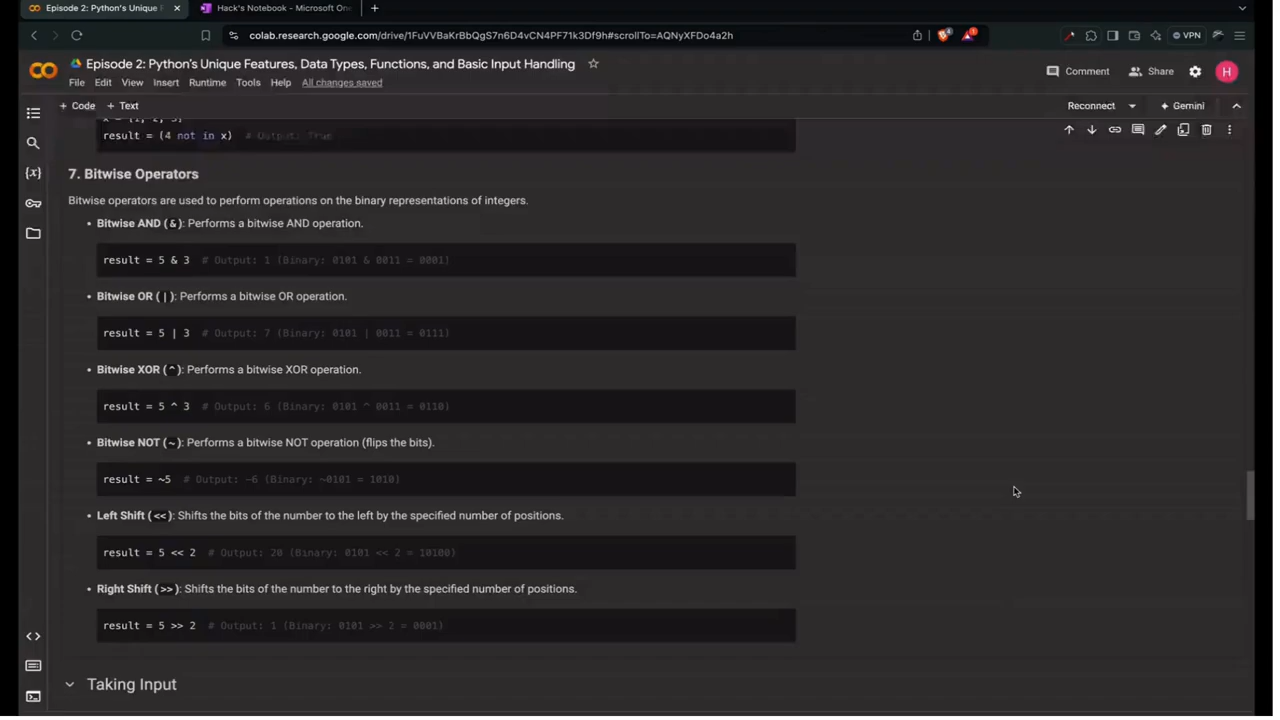 Episode 2: Python's Unique F
Hack's Notebook - Microsoft One
colab.research.google.com/drive/1FuVVBaKrBbQgS7n6D4vCN4PF71k3Df9h#scrollTo=AQNyXFDo4a2h
VPN
Episode 2: Python's Unique Features, Data Types, Functions, and Basic Input Handling
Comment
Share
H
File Edit View Insert Runtime Tools Help All changes saved
+ Code + Text
Reconnect
Gemini
x = [1, 2, 3]
result = (4 not in x) # Output: True
7. Bitwise Operators
Bitwise operators are used to perform operations on the binary representations of integers.
• Bitwise AND (&): Performs a bitwise AND operation.
result = 5 & 3 # Output: 1 (Binary: 0101 & 0011 = 0001)
• Bitwise OR (|): Performs a bitwise OR operation.
result = 5 | 3 # Output: 7 (Binary: 0101 | 0011 = 0111)
• Bitwise XOR (^): Performs a bitwise XOR operation.
result = 5 ^ 3 # Output: 6 (Binary: 0101 ^ 0011 = 0110)
• Bitwise NOT (~): Performs a bitwise NOT operation (flips the bits).
result = ~5 # Output: -6 (Binary: ~0101 = 1010)
• Left Shift (<<): Shifts the bits of the number to the left by the specified number of positions.
result = 5 << 2 # Output: 20 (Binary: 0101 << 2 = 10100)
• Right Shift (>>): Shifts the bits of the number to the right by the specified number of positions.
result = 5 >> 2 # Output: 1 (Binary: 0101 >> 2 = 0001)
Taking Input